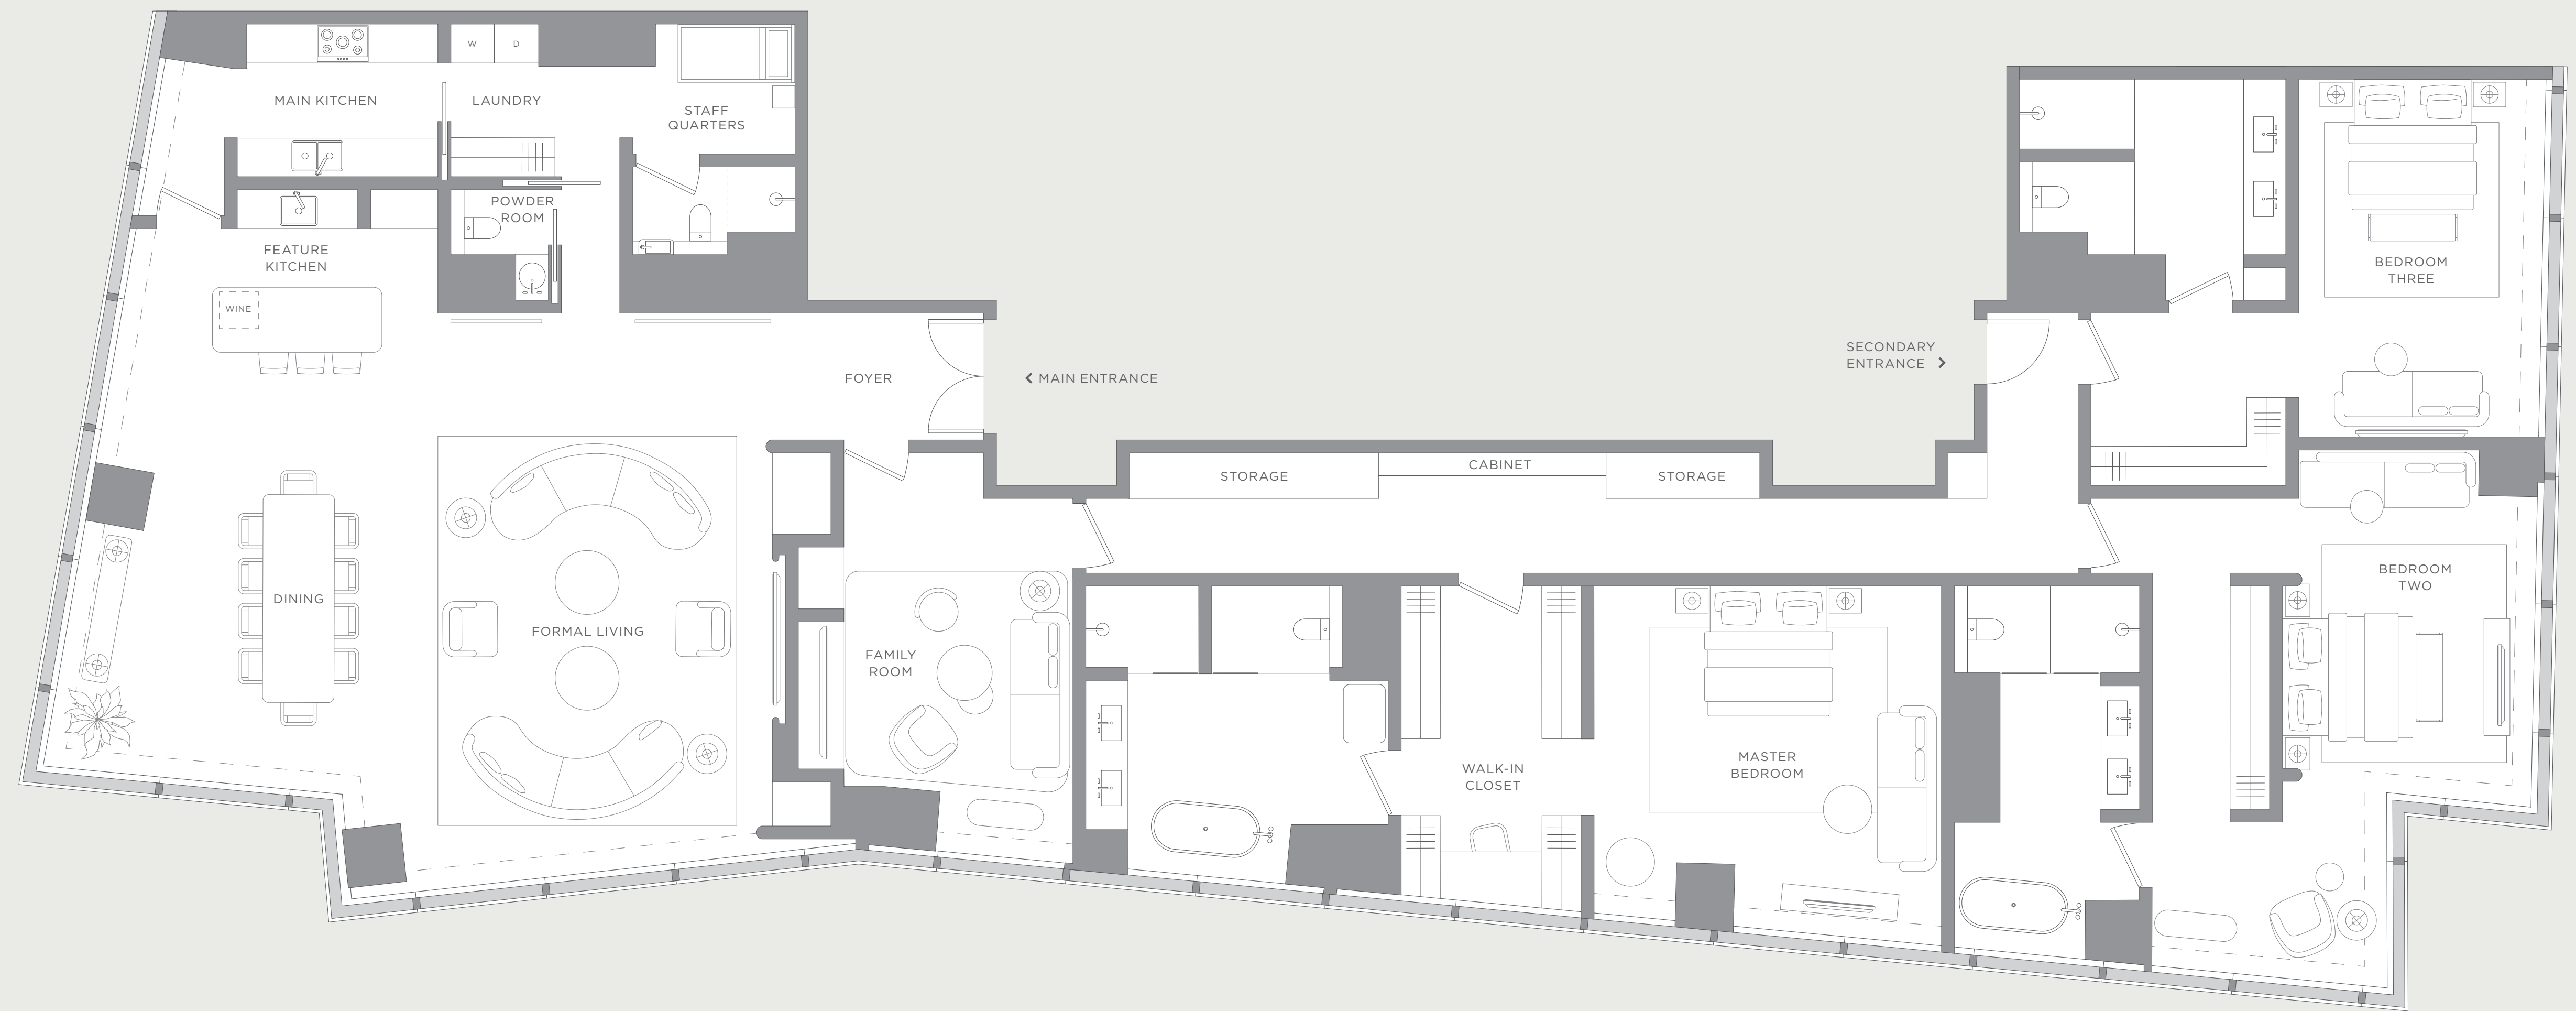 W
D
MAIN KITCHEN
LAUNDRY
STAFF
QUARTERS
POWDER
ROOM
FEATURE
KITCHEN
WINE
FOYER
MAIN ENTRANCE
SECONDARY
ENTRANCE
BEDROOM
THREE
STORAGE
CABINET
STORAGE
DINING
FORMAL LIVING
FAMILY
ROOM
WALK-IN
CLOSET
MASTER
BEDROOM
BEDROOM
TWO